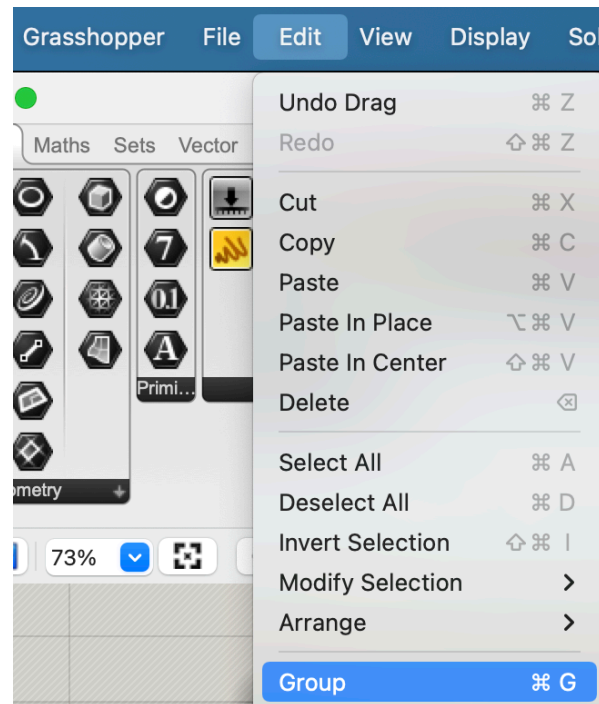 Grasshopper File Edit View Display So
Maths Sets Vector
Undo Drag ⌘ Z
Redo ⇧ ⌘ Z
Cut ⌘ X
Copy ⌘ C
Paste ⌘ V
Paste In Place ⌥ ⌘ V
Paste In Center ⇧ ⌘ V
Delete ⌫
Select All ⌘ A
Deselect All ⌘ D
Invert Selection ⇧ ⌘ I
Modify Selection >
Arrange >
Group ⌘ G
7
0.1
A
Primi...
ometry
73%